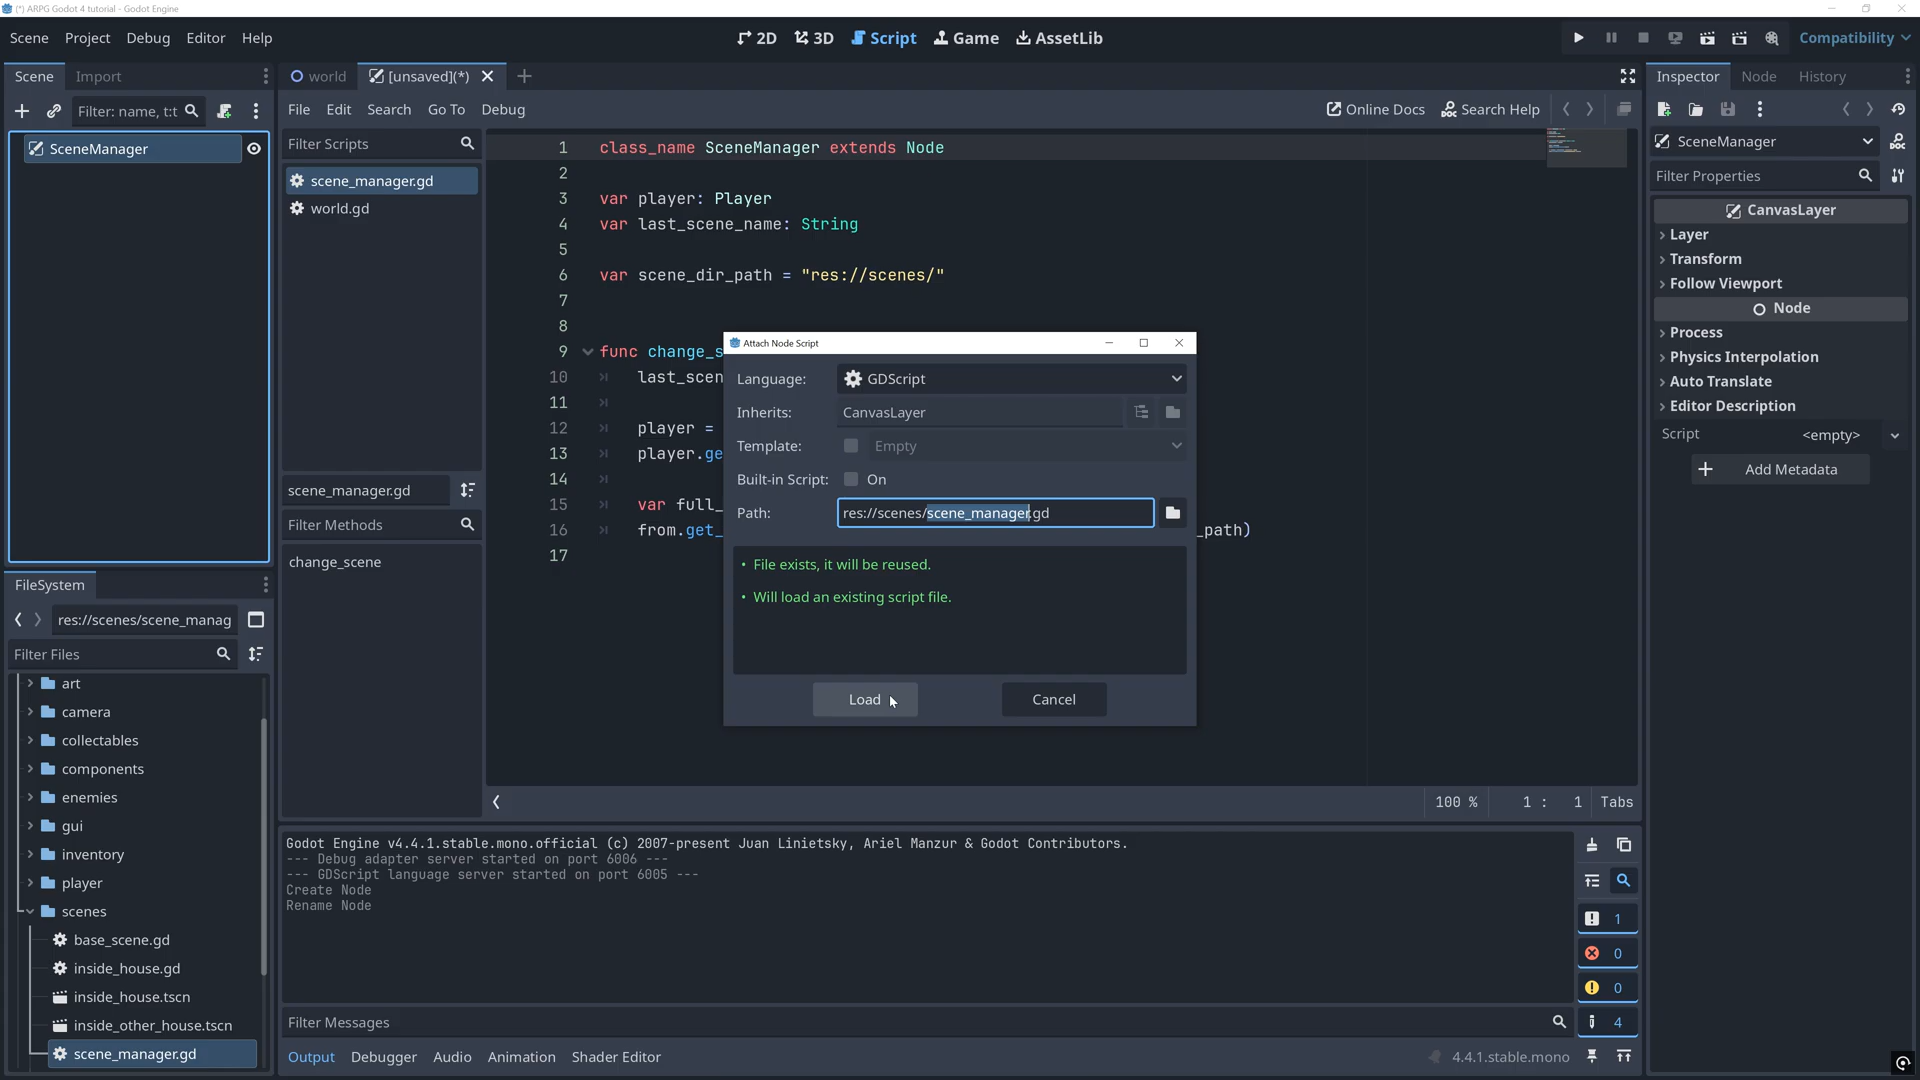 (*) ARPG Godot 4 tutorial - Godot Engine
Scene Project Debug Editor Help
2D 3D Script Game AssetLib
Compatibility
Scene Import
world [unsaved](*)
Inspector Node History
Filter: name, t:t
File Edit Search Go To Debug
Online Docs Search Help
SceneManager
Filter Scripts
scene_manager.gd
world.gd
scene_manager.gd
Filter Methods
change_scene
1 class_name SceneManager extends Node
2
3 var player: Player
4 var last_scene_name: String
5
6 var scene_dir_path = "res://scenes/"
7
8
9 func change_s
10 last_scen
11
12 player =
13 player.ge
14
15 var full_
16 from.get_ _path)
17
Attach Node Script
Language: GDScript
Inherits: CanvasLayer
Template: Empty
Built-in Script: On
Path: res://scenes/scene_manager.gd
• File exists, it will be reused.
• Will load an existing script file.
Load Cancel
100 % 1 : 1 Tabs
SceneManager
Filter Properties
CanvasLayer
Layer
Transform
Follow Viewport
Node
Process
Physics Interpolation
Auto Translate
Editor Description
Script <empty>
Add Metadata
FileSystem
res://scenes/scene_manag
Filter Files
art
camera
collectables
components
enemies
gui
inventory
player
scenes
base_scene.gd
inside_house.gd
inside_house.tscn
inside_other_house.tscn
scene_manager.gd
Godot Engine v4.4.1.stable.mono.official (c) 2007-present Juan Linietsky, Ariel Manzur & Godot Contributors.
--- Debug adapter server started on port 6006 ---
--- GDScript language server started on port 6005 ---
Create Node
Rename Node
1
0
0
4
Filter Messages
Output Debugger Audio Animation Shader Editor
4.4.1.stable.mono